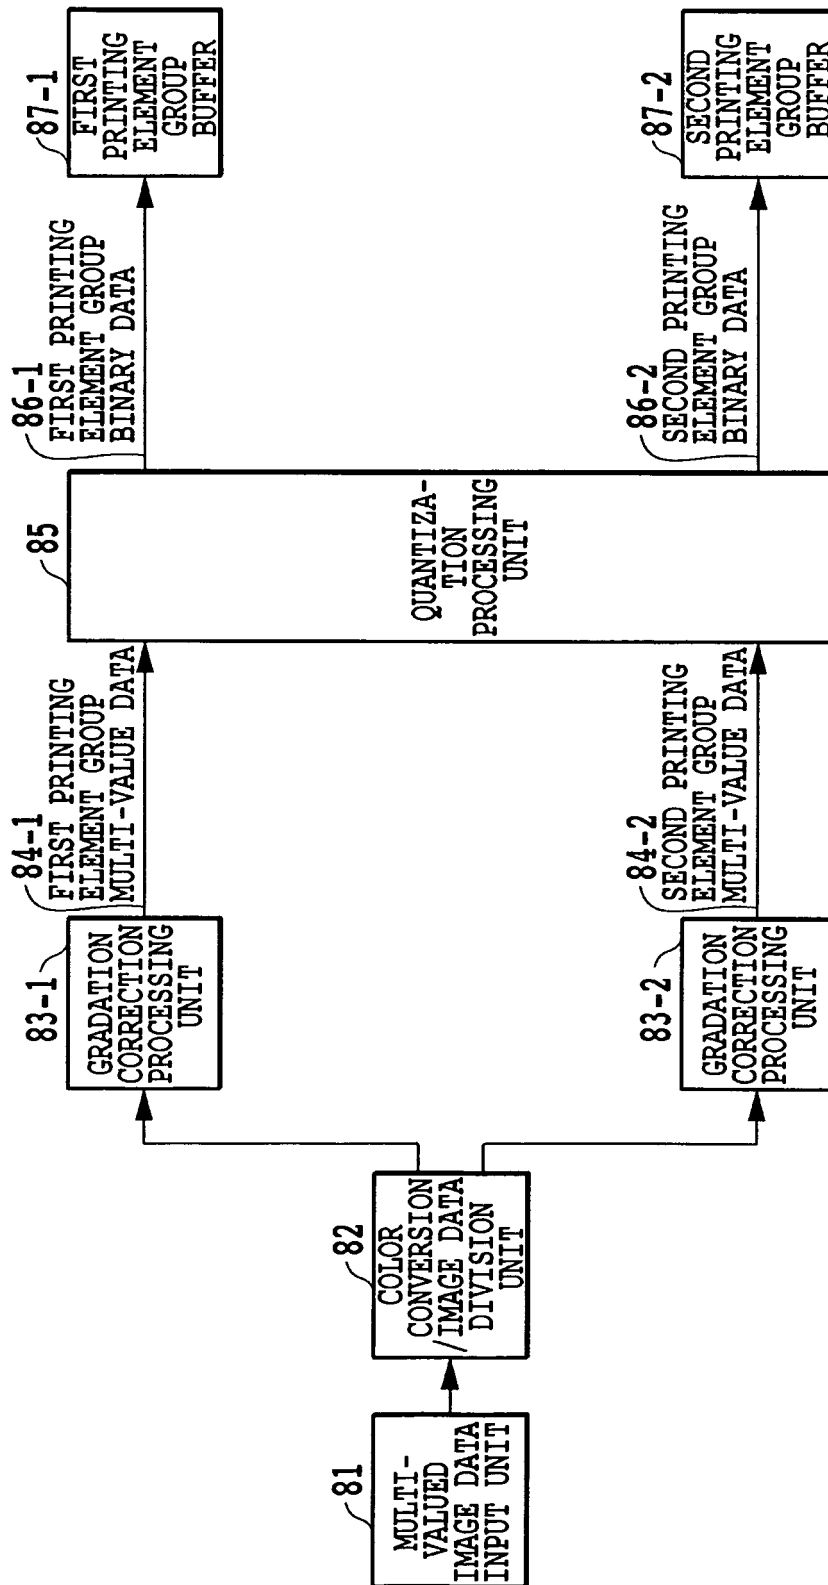 81
MULTI-
VALUED
IMAGE DATA
INPUT UNIT
82
COLOR
CONVERSION
/IMAGE DATA
DIVISION
UNIT
83-1
GRADATION
CORRECTION
PROCESSING
UNIT
84-1
FIRST PRINTING
ELEMENT GROUP
MULTI-VALUE DATA
83-2
GRADATION
CORRECTION
PROCESSING
UNIT
84-2
SECOND PRINTING
ELEMENT GROUP
MULTI-VALUE DATA
85
QUANTIZA-
TION
PROCESSING
UNIT
86-1
FIRST PRINTING
ELEMENT GROUP
BINARY DATA
87-1
FIRST
PRINTING
ELEMENT
GROUP
BUFFER
86-2
SECOND PRINTING
ELEMENT GROUP
BINARY DATA
87-2
SECOND
PRINTING
ELEMENT
GROUP
BUFFER